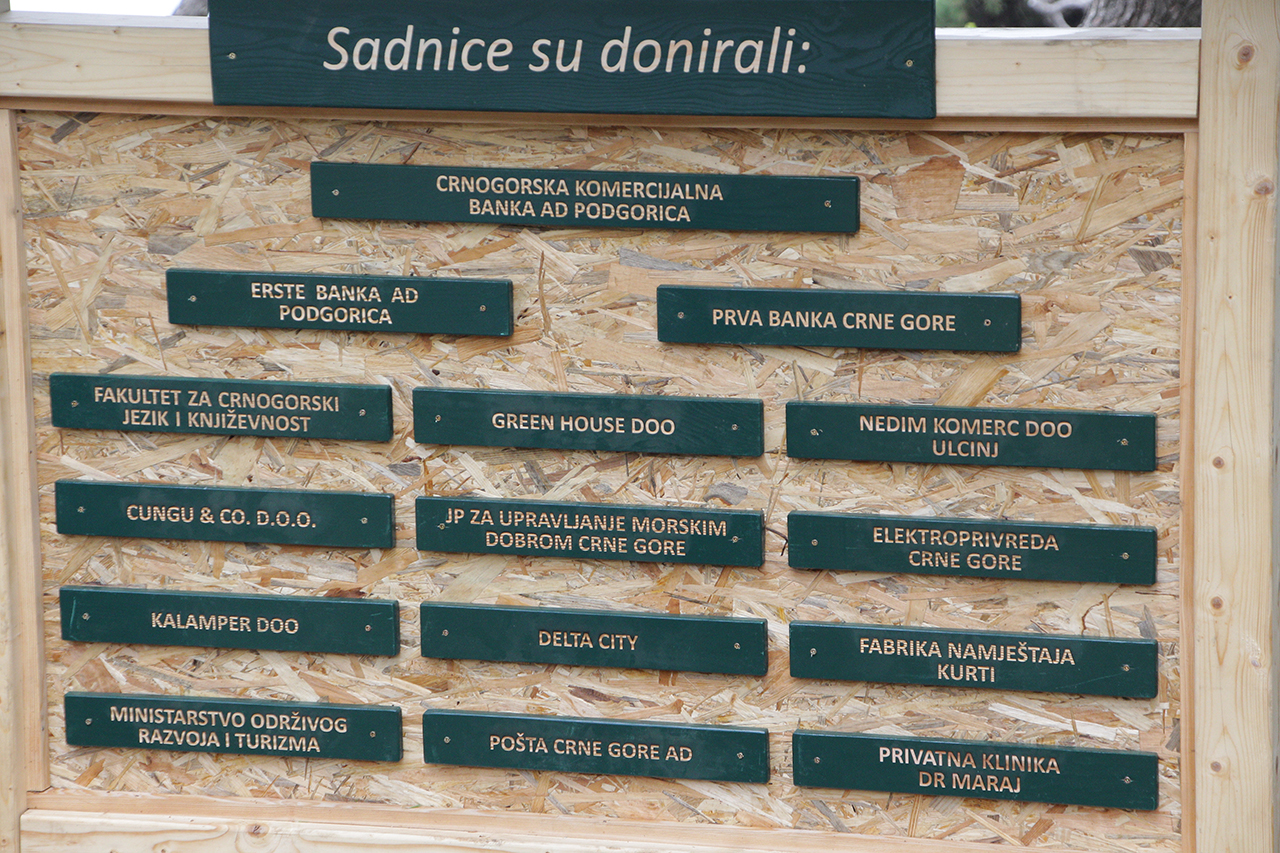 Sadnice su donirali:
CRNOGORSKA KOMERCIJALNA
BANKA AD PODGORICA
ERSTE BANKA AD
PODGORICA
PRVA BANKA CRNE GORE
FAKULTET ZA CRNOGORSKI
JEZIK I KNJIŽEVNOST
GREEN HOUSE DOO
NEDIM KOMERC DOO
ULCINJ
CUNGU & CO. D.O.O.
JP ZA UPRAVLJANJE MORSKIM
DOBROM CRNE GORE
ELEKTROPRIVREDA
CRNE GORE
KALAMPER DOO
DELTA CITY
FABRIKA NAMJEŠTAJA
KURTI
MINISTARSTVO ODRŽIVOG
RAZVOJA I TURIZMA
POŠTA CRNE GORE AD
PRIVATNA KLINIKA
DR MARAJ